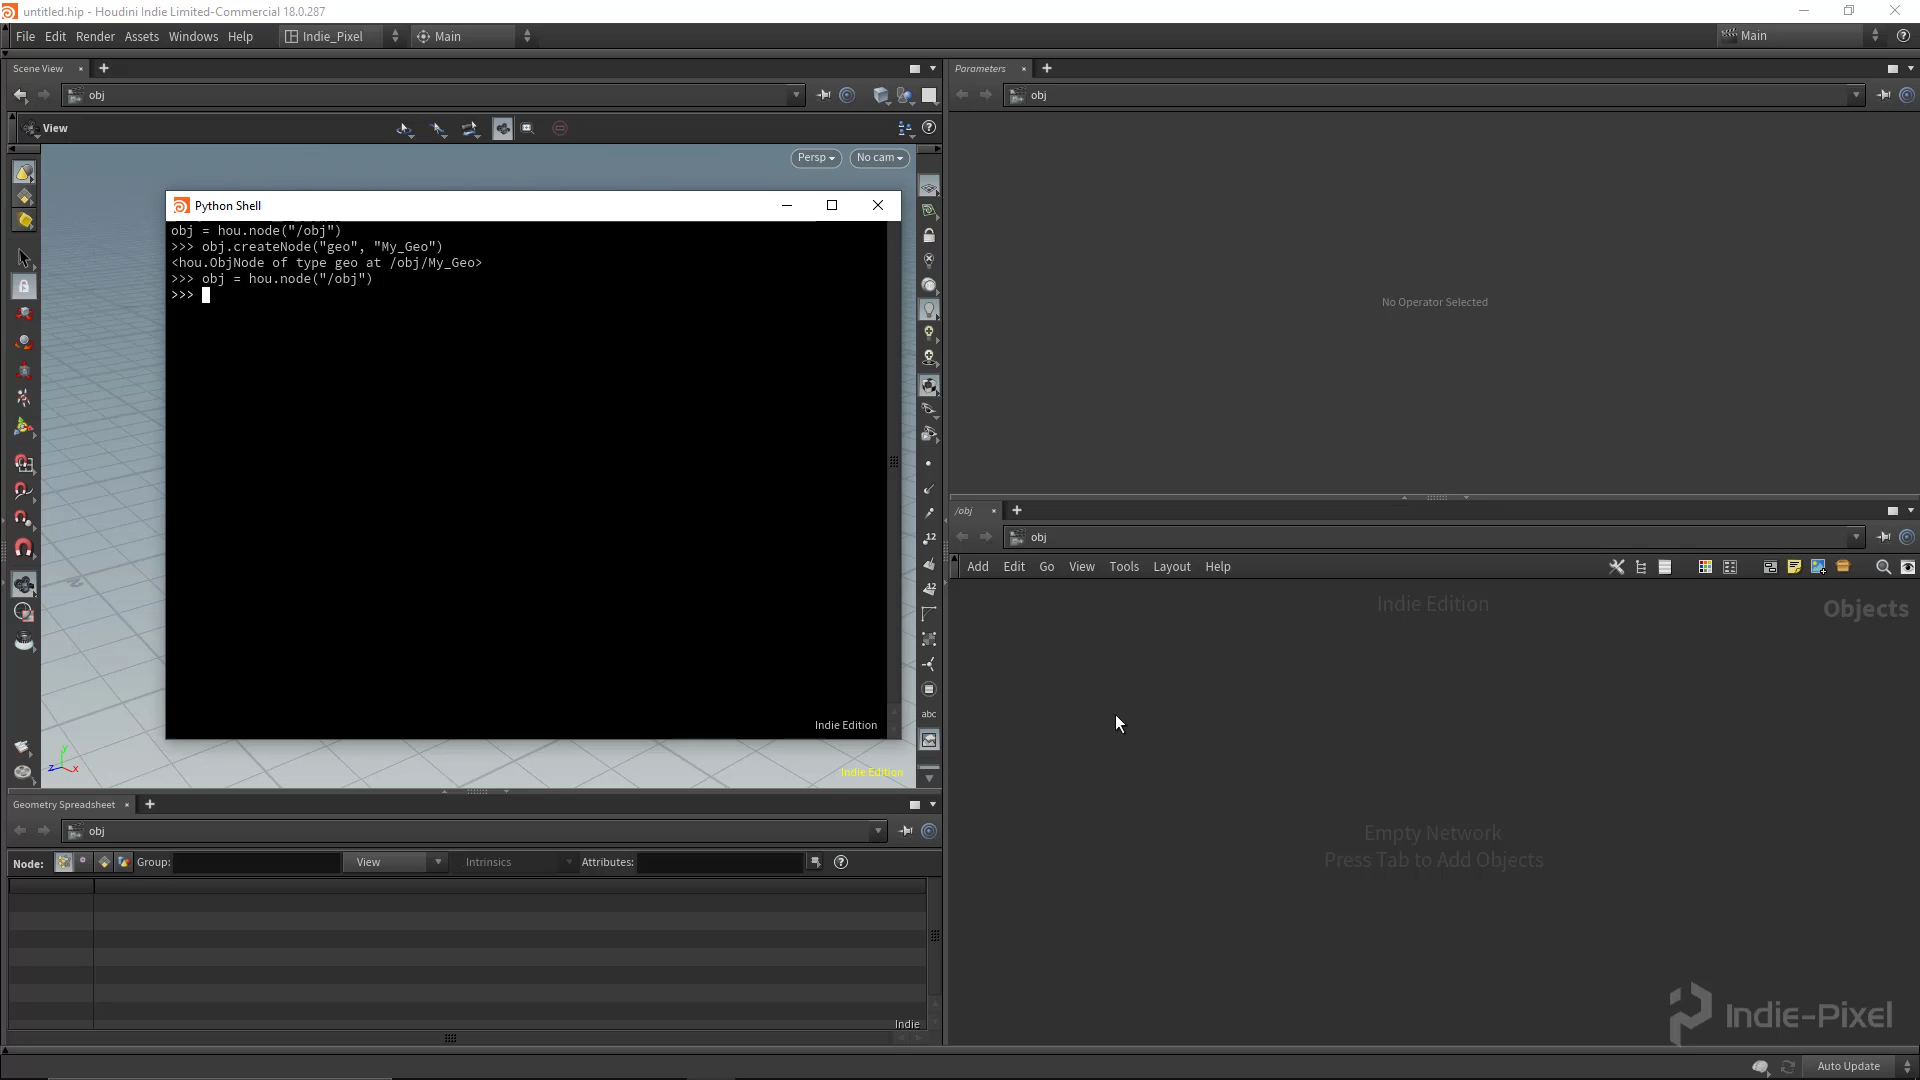 untitled.hip - Houdini Indie Limited-Commercial 18.0.287
File Edit Render Assets Windows Help Indie_Pixel Main Main
Scene View
obj
View
Persp No cam
Python Shell
obj = hou.node("/obj")
>>> obj.createNode("geo", "My_Geo")
<hou.ObjNode of type geo at /obj/My_Geo>
>>> obj = hou.node("/obj")
>>>
Indie Edition
Indie Edition
z y x
12
12
abc
Geometry Spreadsheet
obj
Node: Group: View Intrinsics Attributes:
Indie
Parameters
obj
No Operator Selected
/obj
obj
Add Edit Go View Tools Layout Help
Indie Edition
Objects
Empty Network
Press Tab to Add Objects
Indie-Pixel
Auto Update